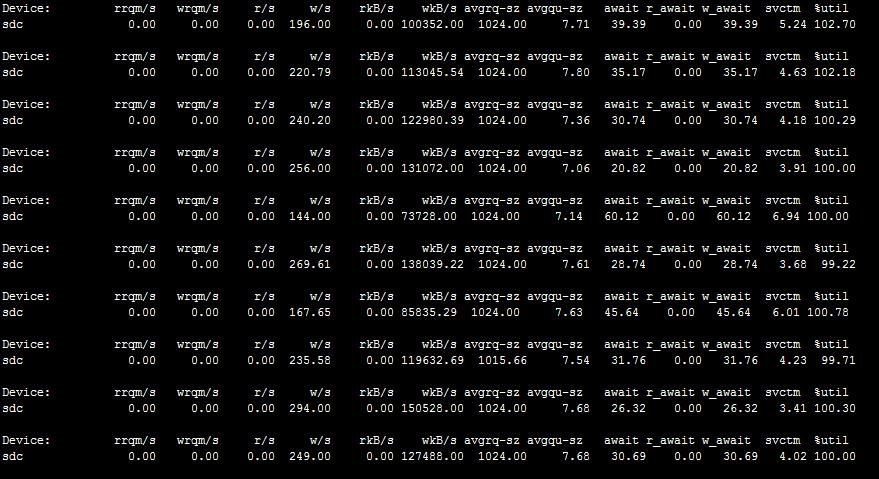 Device: rrqm/s wrqm/s r/s w/s rkB/s wkB/s avgrq-sz avgqu-sz await r_await w_await svctm %util
sdc 0.00 0.00 0.00 196.00 0.00 100352.00 1024.00 7.71 39.39 0.00 39.39 5.24 102.70
Device: rrqm/s wrqm/s r/s w/s rkB/s wkB/s avgrq-sz avgqu-sz await r_await w_await svctm %util
sdc 0.00 0.00 0.00 220.79 0.00 113045.54 1024.00 7.80 35.17 0.00 35.17 4.63 102.18
Device: rrqm/s wrqm/s r/s w/s rkB/s wkB/s avgrq-sz avgqu-sz await r_await w_await svctm %util
sdc 0.00 0.00 0.00 240.20 0.00 122980.39 1024.00 7.36 30.74 0.00 30.74 4.18 100.29
Device: rrqm/s wrqm/s r/s w/s rkB/s wkB/s avgrq-sz avgqu-sz await r_await w_await svctm %util
sdc 0.00 0.00 0.00 256.00 0.00 131072.00 1024.00 7.06 20.82 0.00 20.82 3.91 100.00
Device: rrqm/s wrqm/s r/s w/s rkB/s wkB/s avgrq-sz avgqu-sz await r_await w_await svctm %util
sdc 0.00 0.00 0.00 144.00 0.00 73728.00 1024.00 7.14 60.12 0.00 60.12 6.94 100.00
Device: rrqm/s wrqm/s r/s w/s rkB/s wkB/s avgrq-sz avgqu-sz await r_await w_await svctm %util
sdc 0.00 0.00 0.00 269.61 0.00 138039.22 1024.00 7.61 28.74 0.00 28.74 3.68 99.22
Device: rrqm/s wrqm/s r/s w/s rkB/s wkB/s avgrq-sz avgqu-sz await r_await w_await svctm %util
sdc 0.00 0.00 0.00 167.65 0.00 85835.29 1024.00 7.63 45.64 0.00 45.64 6.01 100.78
Device: rrqm/s wrqm/s r/s w/s rkB/s wkB/s avgrq-sz avgqu-sz await r_await w_await svctm %util
sdc 0.00 0.00 0.00 235.58 0.00 119632.69 1015.66 7.54 31.76 0.00 31.76 4.23 99.71
Device: rrqm/s wrqm/s r/s w/s rkB/s wkB/s avgrq-sz avgqu-sz await r_await w_await svctm %util
sdc 0.00 0.00 0.00 294.00 0.00 150528.00 1024.00 7.68 26.32 0.00 26.32 3.41 100.30
Device: rrqm/s wrqm/s r/s w/s rkB/s wkB/s avgrq-sz avgqu-sz await r_await w_await svctm %util
sdc 0.00 0.00 0.00 249.00 0.00 127488.00 1024.00 7.68 30.69 0.00 30.69 4.02 100.00